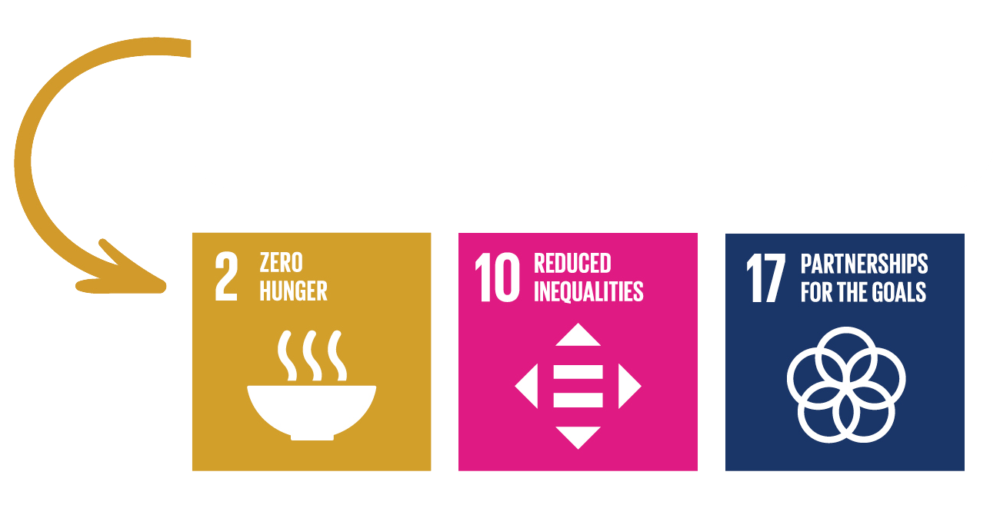 2 ZERO
HUNGER
10 REDUCED
INEQUALITIES
17 PARTNERSHIPS
FOR THE GOALS